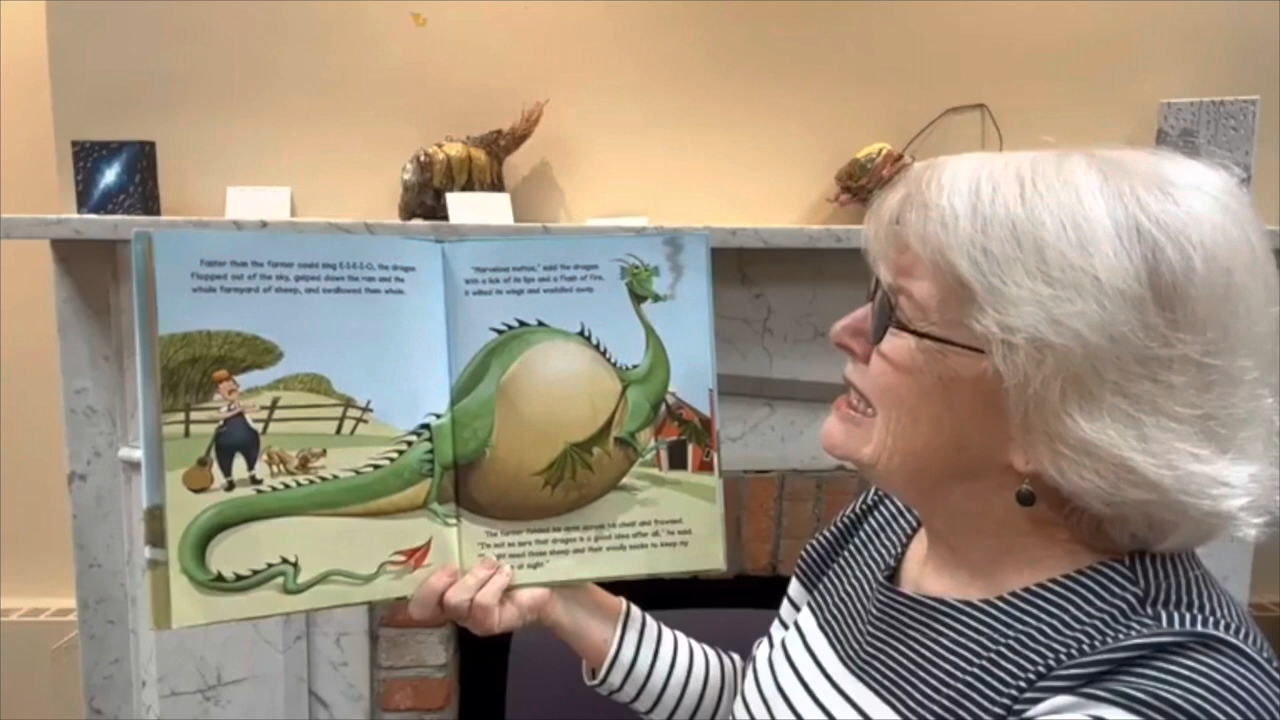 Faster than the farmer could sing E-I-E-I-O, the dragon
flapped out of the sky, gulped down the ram and the
whole farmyard of sheep, and swallowed them whole.
"Marvelous mutton," said the dragon.
With a lick of its lips and a flash of fire,
it wilted its wings and waddled away.
The farmer folded his arms across his chest and frowned.
"I'm not so sure that dragon is a good idea after all," he said.
need those sheep and their woolly socks to keep my
at night."